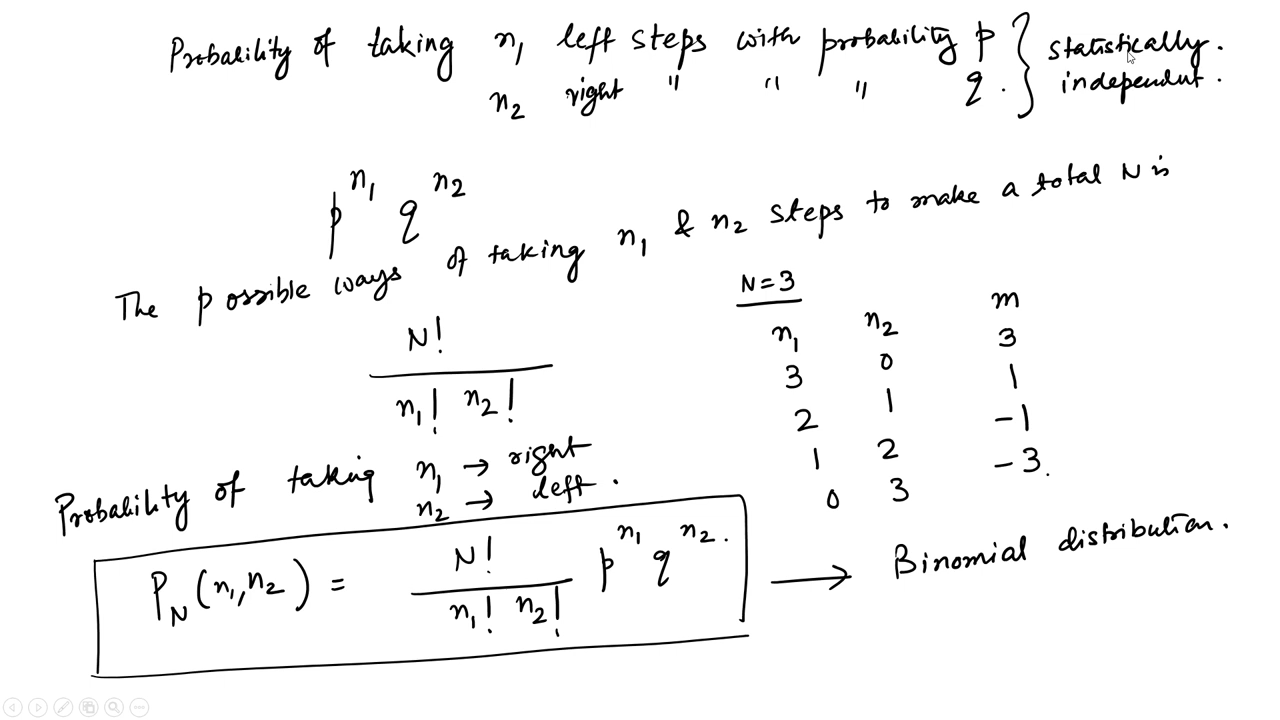 Probability of taking n₁ left steps with probability p } statistically.
n₂ right " " " q . independent.
p^n₁ q^n₂
The possible ways of taking n₁ & n₂ steps to make a total N is
N!
n₁! n₂!
N = 3
n₁ n₂ m
3 0 3
2 1 1
1 2 -1
0 3 -3.
Probability of taking n₁ → right
n₂ → left.
P_N (n₁, n₂) = N! / n₁! n₂! p^n₁ q^n₂. → Binomial distribution.